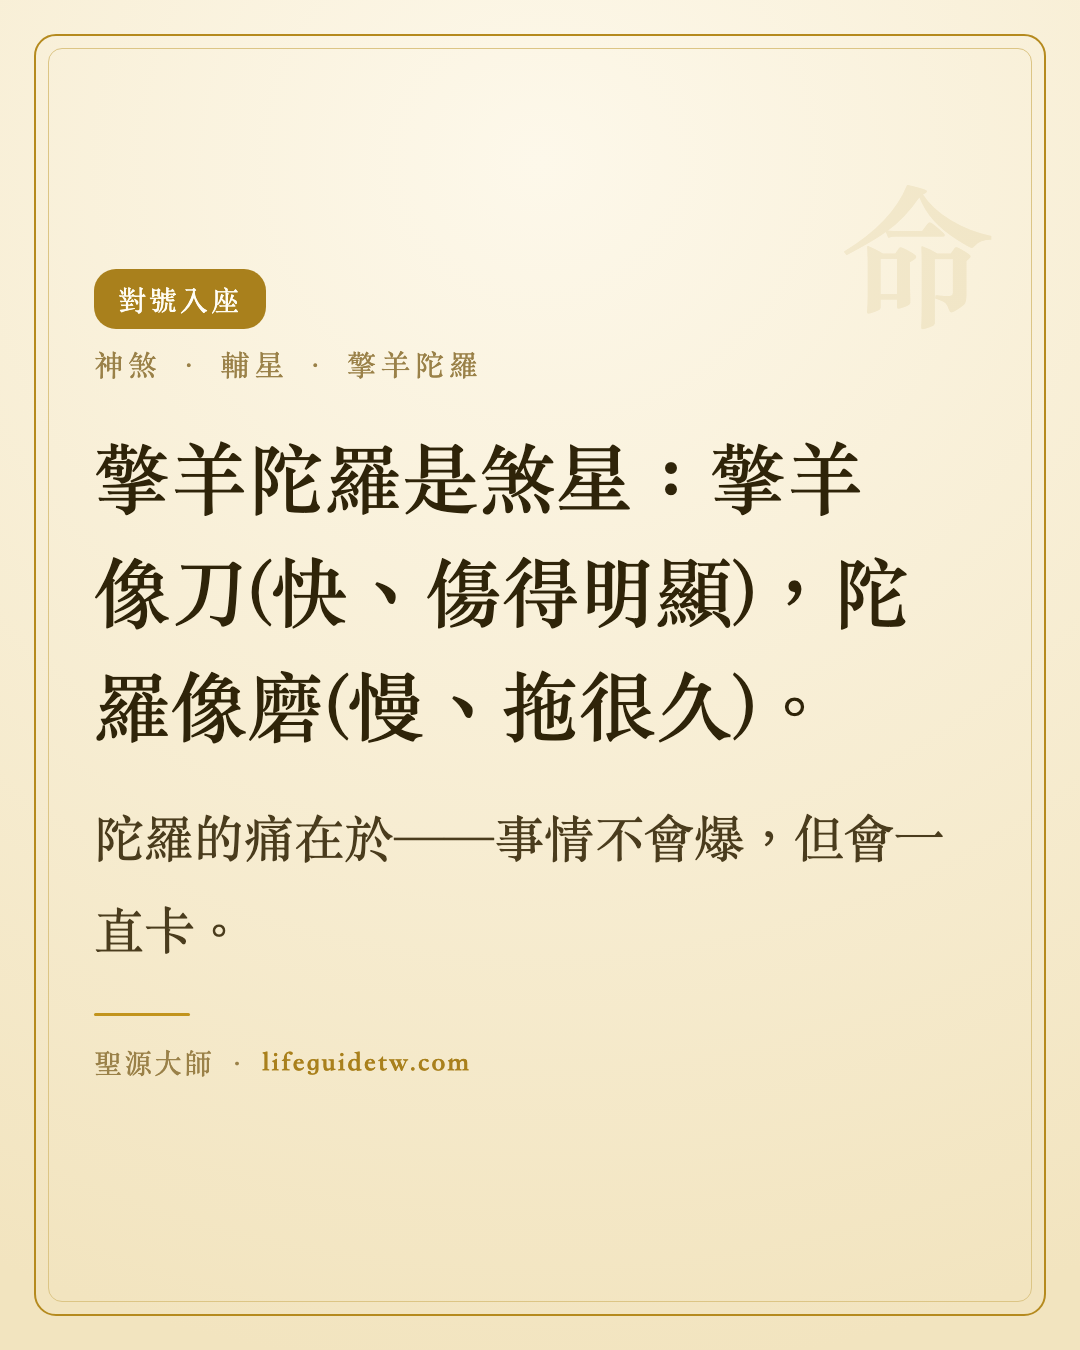 命
對號入座
神煞 · 輔星 · 擎羊陀羅
擎羊陀羅是煞星：擎羊
像刀(快、傷得明顯)，陀
羅像磨(慢、拖很久)。
陀羅的痛在於——事情不會爆，但會一
直卡。
聖源大師 · lifeguidetw.com